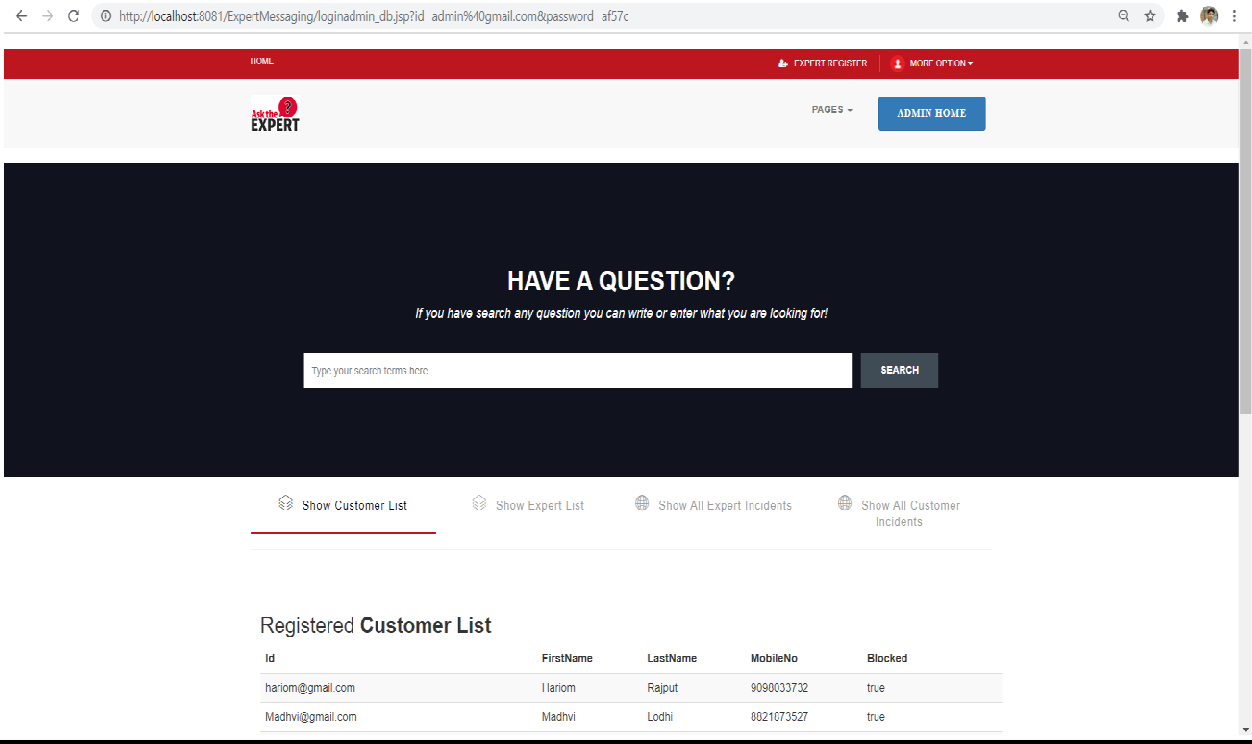 http://localhost:8081/ExpertMessaging/loginadmin_db.jsp?id=admin%40gmail.com&password=af57c
HOME
EXPERT REGISTER
MORE OPTION
Ask the ?
EXPERT
PAGES
ADMIN HOME
HAVE A QUESTION?
If you have search any question you can write or enter what you are looking for!
Type your search terms here
SEARCH
Show Customer List
Show Expert List
Show All Expert Incidents
Show All Customer
Incidents
Registered Customer List
Id FirstName LastName MobileNo Blocked
hariom@gmail.com Hariom Rajput 9098033732 true
Madhvi@gmail.com Madhvi Lodhi 8821873527 true